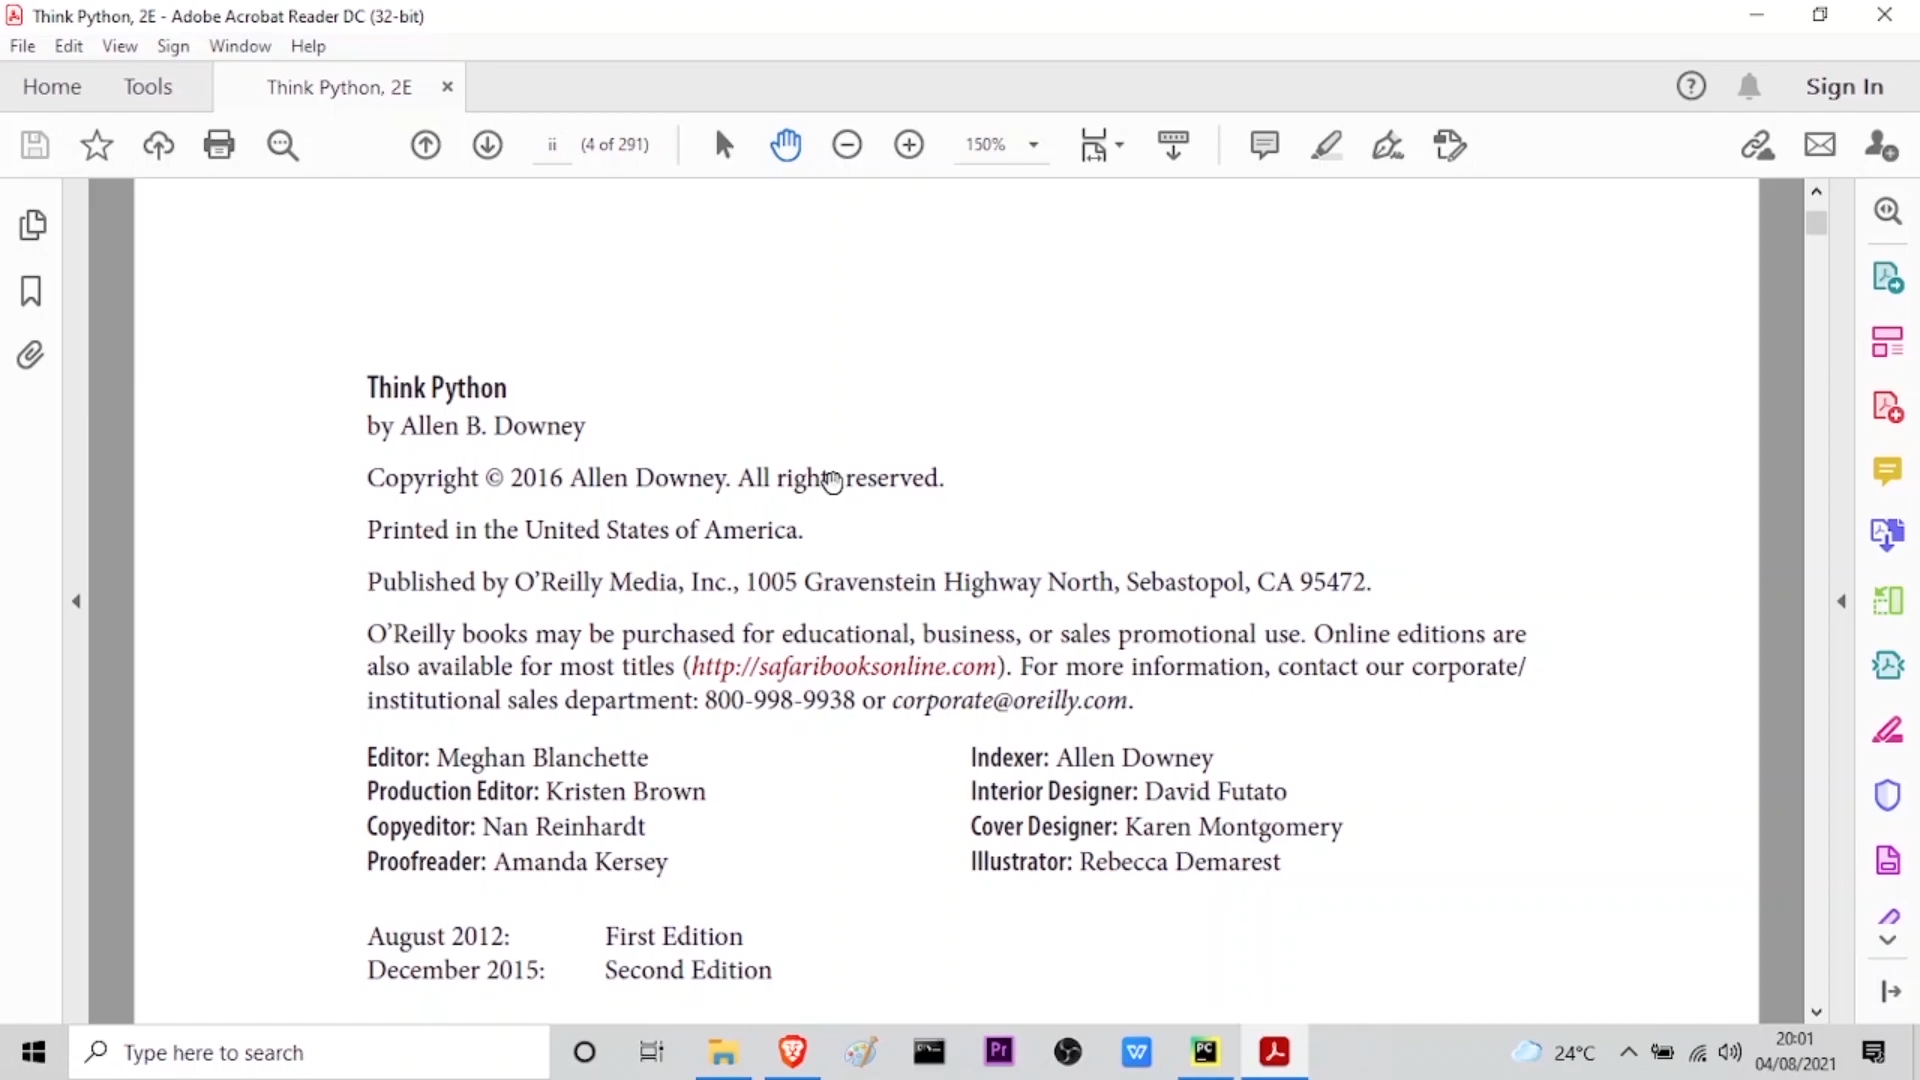 Think Python, 2E - Adobe Acrobat Reader DC (32-bit)
File Edit View Sign Window Help
Home Tools Think Python, 2E × ? Sign In
ii (4 of 291) 150%
Think Python
by Allen B. Downey
Copyright © 2016 Allen Downey. All rights reserved.
Printed in the United States of America.
Published by O’Reilly Media, Inc., 1005 Gravenstein Highway North, Sebastopol, CA 95472.
O’Reilly books may be purchased for educational, business, or sales promotional use. Online editions are
also available for most titles (http://safaribooksonline.com). For more information, contact our corporate/
institutional sales department: 800-998-9938 or corporate@oreilly.com.
Editor: Meghan Blanchette Indexer: Allen Downey
Production Editor: Kristen Brown Interior Designer: David Futato
Copyeditor: Nan Reinhardt Cover Designer: Karen Montgomery
Proofreader: Amanda Kersey Illustrator: Rebecca Demarest
August 2012: First Edition
December 2015: Second Edition
Type here to search Pr W PC 24°C 20:01
04/08/2021